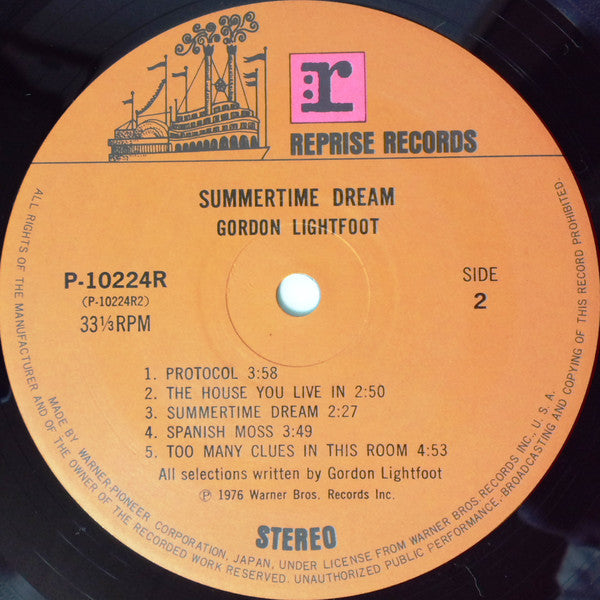 r
REPRISE RECORDS
SUMMERTIME DREAM
GORDON LIGHTFOOT
P-10224R
(P-10224R2)
33⅓RPM
SIDE
2
1. PROTOCOL 3:58
2. THE HOUSE YOU LIVE IN 2:50
3. SUMMERTIME DREAM 2:27
4. SPANISH MOSS 3:49
5. TOO MANY CLUES IN THIS ROOM 4:53
All selections written by Gordon Lightfoot
℗ 1976 Warner Bros. Records Inc.
STEREO
MADE BY WARNER-PIONEER CORPORATION, JAPAN, UNDER LICENSE FROM WARNER BROS. RECORDS INC., U.S.A.
ALL RIGHTS OF THE MANUFACTURER AND OF THE OWNER OF THE RECORDED WORK RESERVED. UNAUTHORIZED PUBLIC PERFORMANCE, BROADCASTING AND COPYING OF THIS RECORD PROHIBITED.